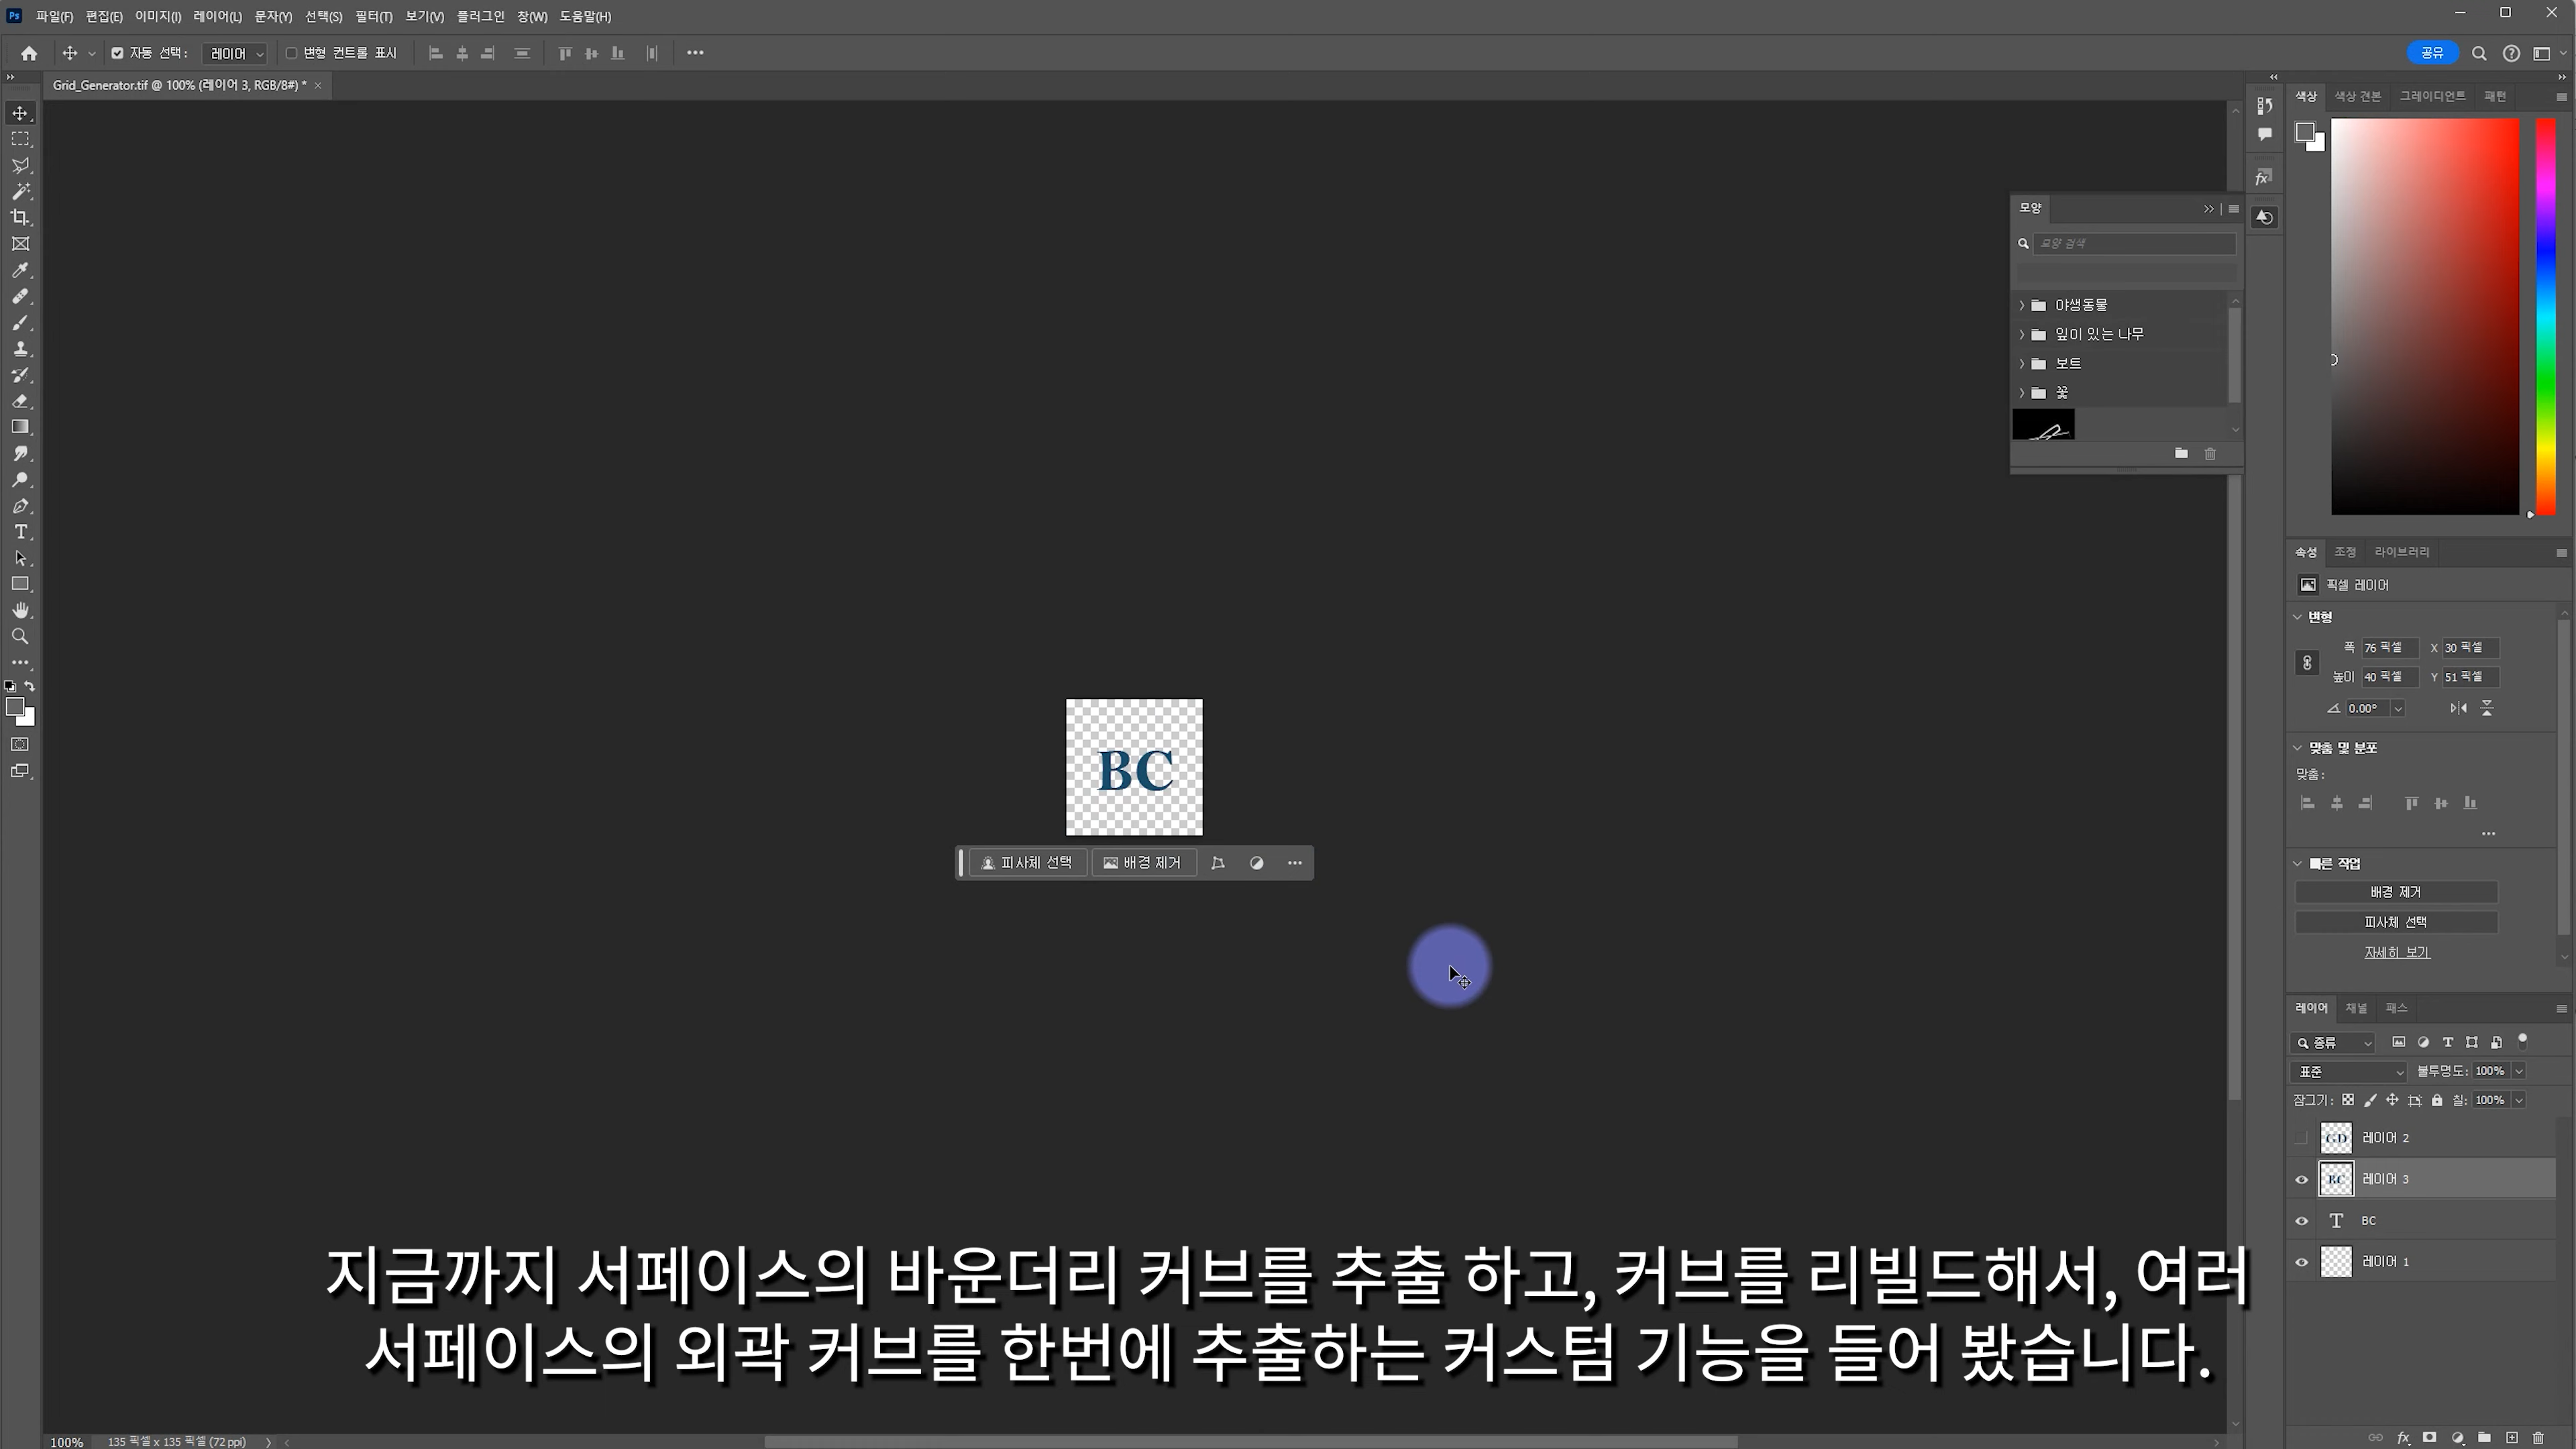 Ps 파일(F) 편집(E) 이미지(I) 레이어(L) 문자(Y) 선택(S) 필터(T) 보기(V) 플러그인 창(W) 도움말(H)
자동 선택: 레이어 변형 컨트롤 표시 공유
Grid_Generator.tif @ 100% (레이어 3, RGB/8#) *
색상 색상 견본 그레이디언트 패턴
모양
모양 검색
야생동물
잎이 있는 나무
보트
꽃
속성 조정 라이브러리
픽셀 레이어
변형
폭 76 픽셀 X 30 픽셀
높이 40 픽셀 Y 51 픽셀
0.00°
맞춤 및 분포
맞춤:
BC
피사체 선택 배경 제거
빠른 작업
배경 제거
피사체 선택
자세히 보기
레이어 채널 패스
종류
표준 불투명도: 100%
잠그기: 칠: 100%
GD 레이어 2
BC 레이어 3
T BC
레이어 1
지금까지 서페이스의 바운더리 커브를 추출 하고, 커브를 리빌드해서, 여러
서페이스의 외곽 커브를 한번에 추출하는 커스텀 기능을 들어 봤습니다.
100% 135 픽셀 x 135 픽셀 (72 ppi)